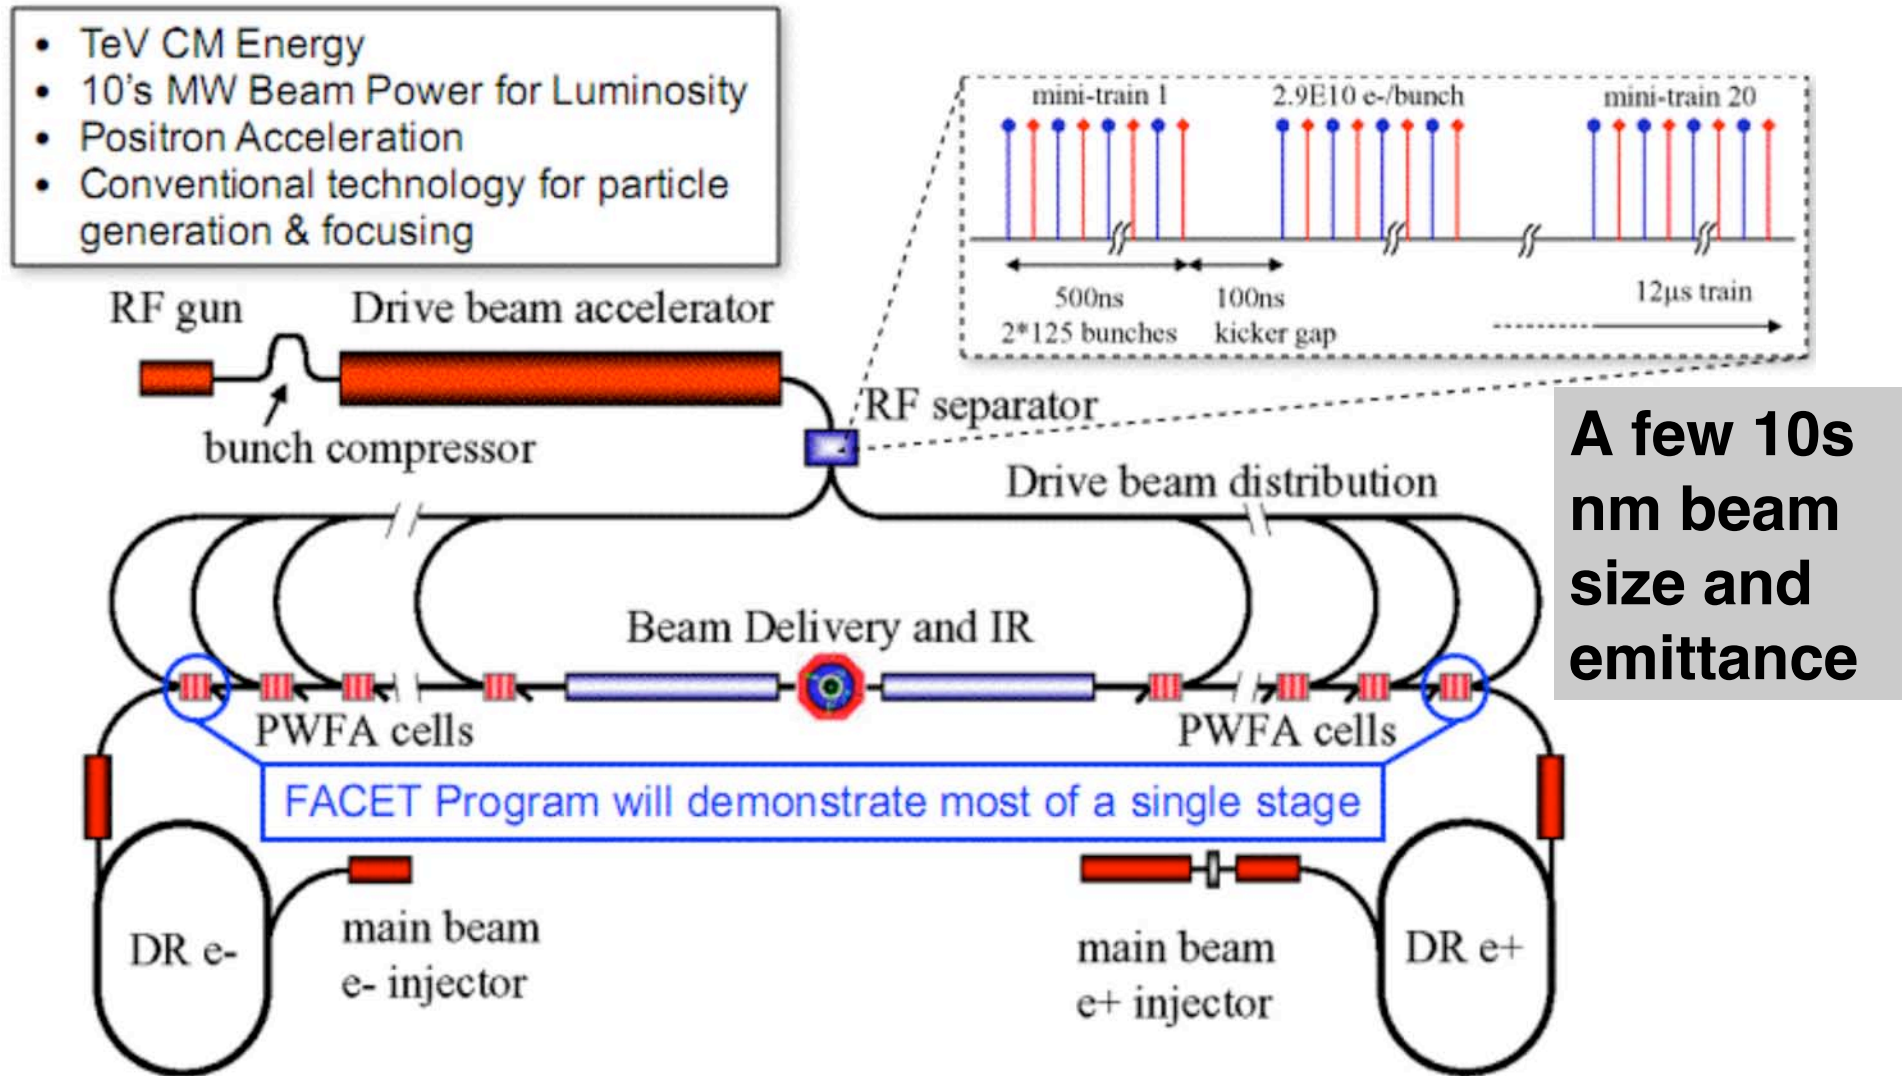 • TeV CM Energy
• 10's MW Beam Power for Luminosity
• Positron Acceleration
• Conventional technology for particle
generation & focusing
mini-train 1
2.9E10 e-/bunch
mini-train 20
500ns
2*125 bunches
100ns
kicker gap
12μs train
RF gun
Drive beam accelerator
bunch compressor
RF separator
Drive beam distribution
A few 10s
nm beam
size and
emittance
Beam Delivery and IR
PWFA cells
PWFA cells
FACET Program will demonstrate most of a single stage
DR e-
main beam
e- injector
main beam
e+ injector
DR e+